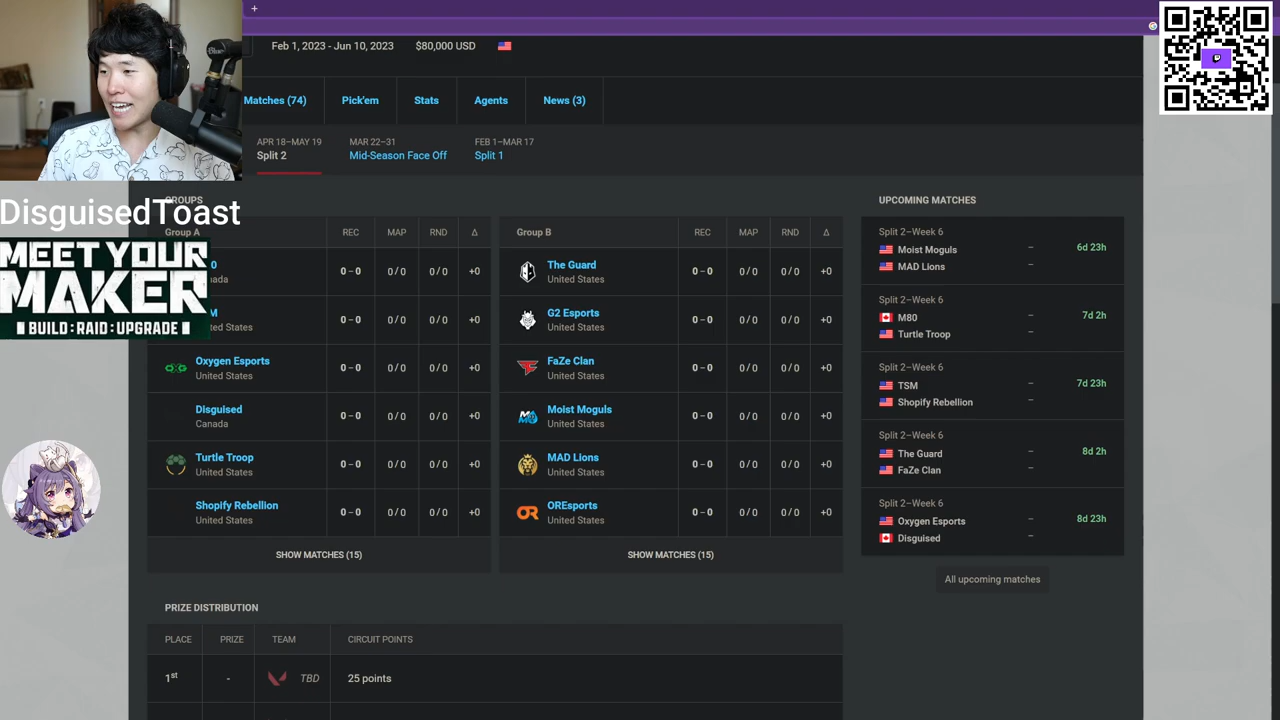 +
Feb 1, 2023 - Jun 10, 2023 $80,000 USD
Matches (74) Pick'em Stats Agents News (3)
APR 18–MAY 19 MAR 22–31 FEB 1–MAR 17
Split 2 Mid-Season Face Off Split 1
DisguisedToast
MEET YOUR
MAKER
BUILD : RAID : UPGRADE
GROUPS
Group A REC MAP RND Δ
0 0 – 0 0/0 0/0 +0
ada
M 0 – 0 0/0 0/0 +0
ited States
Oxygen Esports 0 – 0 0/0 0/0 +0
United States
Disguised 0 – 0 0/0 0/0 +0
Canada
Turtle Troop 0 – 0 0/0 0/0 +0
United States
Shopify Rebellion 0 – 0 0/0 0/0 +0
United States
SHOW MATCHES (15)
Group B REC MAP RND Δ
The Guard 0 – 0 0/0 0/0 +0
United States
G2 Esports 0 – 0 0/0 0/0 +0
United States
FaZe Clan 0 – 0 0/0 0/0 +0
United States
Moist Moguls 0 – 0 0/0 0/0 +0
United States
MAD Lions 0 – 0 0/0 0/0 +0
United States
OREsports 0 – 0 0/0 0/0 +0
United States
SHOW MATCHES (15)
UPCOMING MATCHES
Split 2–Week 6
Moist Moguls – 6d 23h
MAD Lions –
Split 2–Week 6
M80 – 7d 2h
Turtle Troop –
Split 2–Week 6
TSM – 7d 23h
Shopify Rebellion –
Split 2–Week 6
The Guard – 8d 2h
FaZe Clan –
Split 2–Week 6
Oxygen Esports – 8d 23h
Disguised –
All upcoming matches
PRIZE DISTRIBUTION
PLACE PRIZE TEAM CIRCUIT POINTS
1st - TBD 25 points